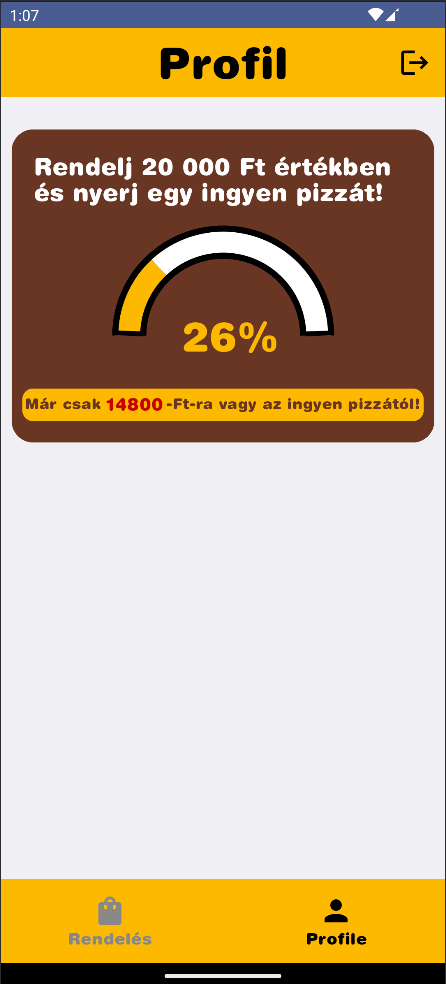 1:07
Profil
Rendelj 20 000 Ft értékben
és nyerj egy ingyen pizzát!
26%
Már csak 14800 -Ft-ra vagy az ingyen pizzától!
Rendelés
Profile